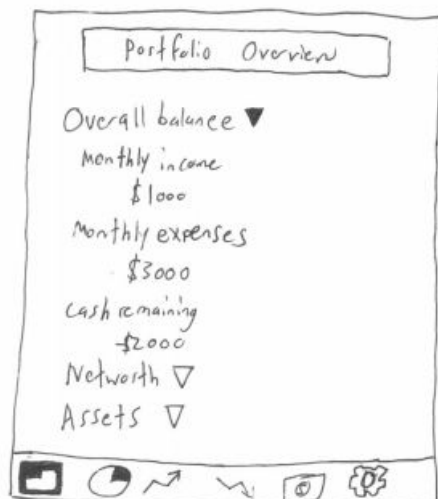 Portfolio Overview
Overall balance ▼
Monthly income
$1000
Monthly expenses
$3000
cash remaining
-$2000
Networth ▽
Assets ▽